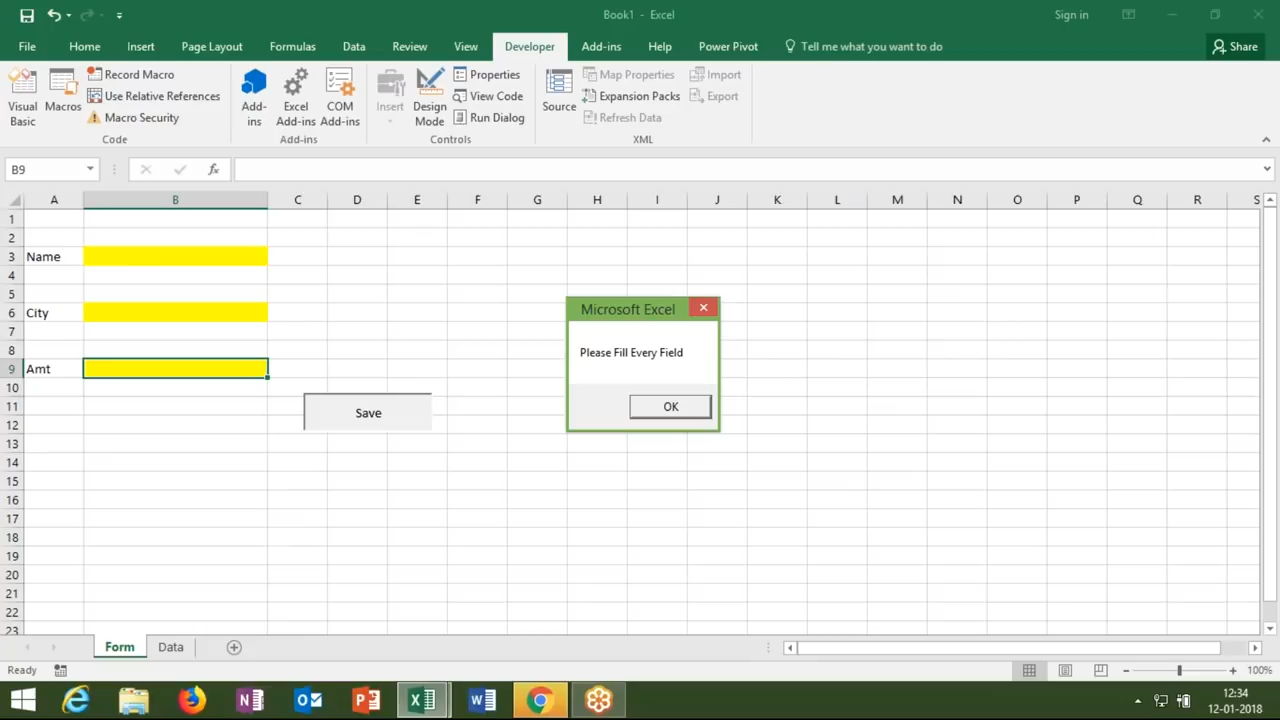 Book1 - Excel
Sign in
File Home Insert Page Layout Formulas Data Review View Developer Add-ins Help Power Pivot Tell me what you want to do Share
Visual Basic
Macros
Record Macro
Use Relative References
Macro Security
Code
Add-ins
Excel Add-ins
COM Add-ins
Add-ins
Insert
Design Mode
Properties
View Code
Run Dialog
Controls
Source
Map Properties
Expansion Packs
Refresh Data
Import
Export
XML
B9
fx
A B C D E F G H I J K L M N O P Q R S
1
2
3 Name
4
5
6 City
7
8
9 Amt
10
11
12
13
14
15
16
17
18
19
20
21
22
23
Save
Microsoft Excel
Please Fill Every Field
OK
Form Data
Ready
100%
12:34
12-01-2018